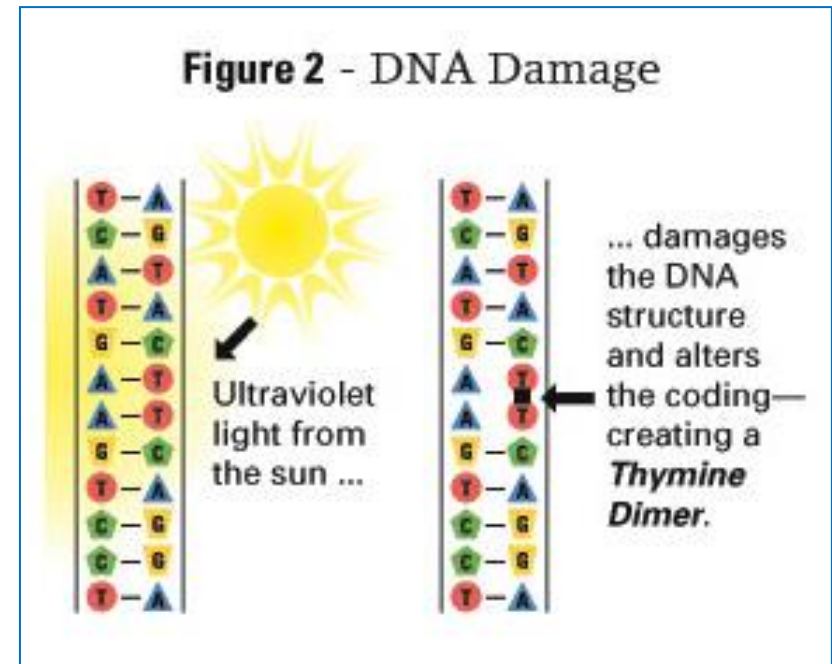 Figure 2 - DNA Damage
T A
C G
A T
T A
G C
A T
A T
G C
T A
C G
C G
T A
Ultraviolet
light from
the sun ...
T A
C G
A T
T A
G C
A T
A T
G C
T A
C G
C G
T A
... damages
the DNA
structure
and alters
the coding—
creating a
Thymine
Dimer.